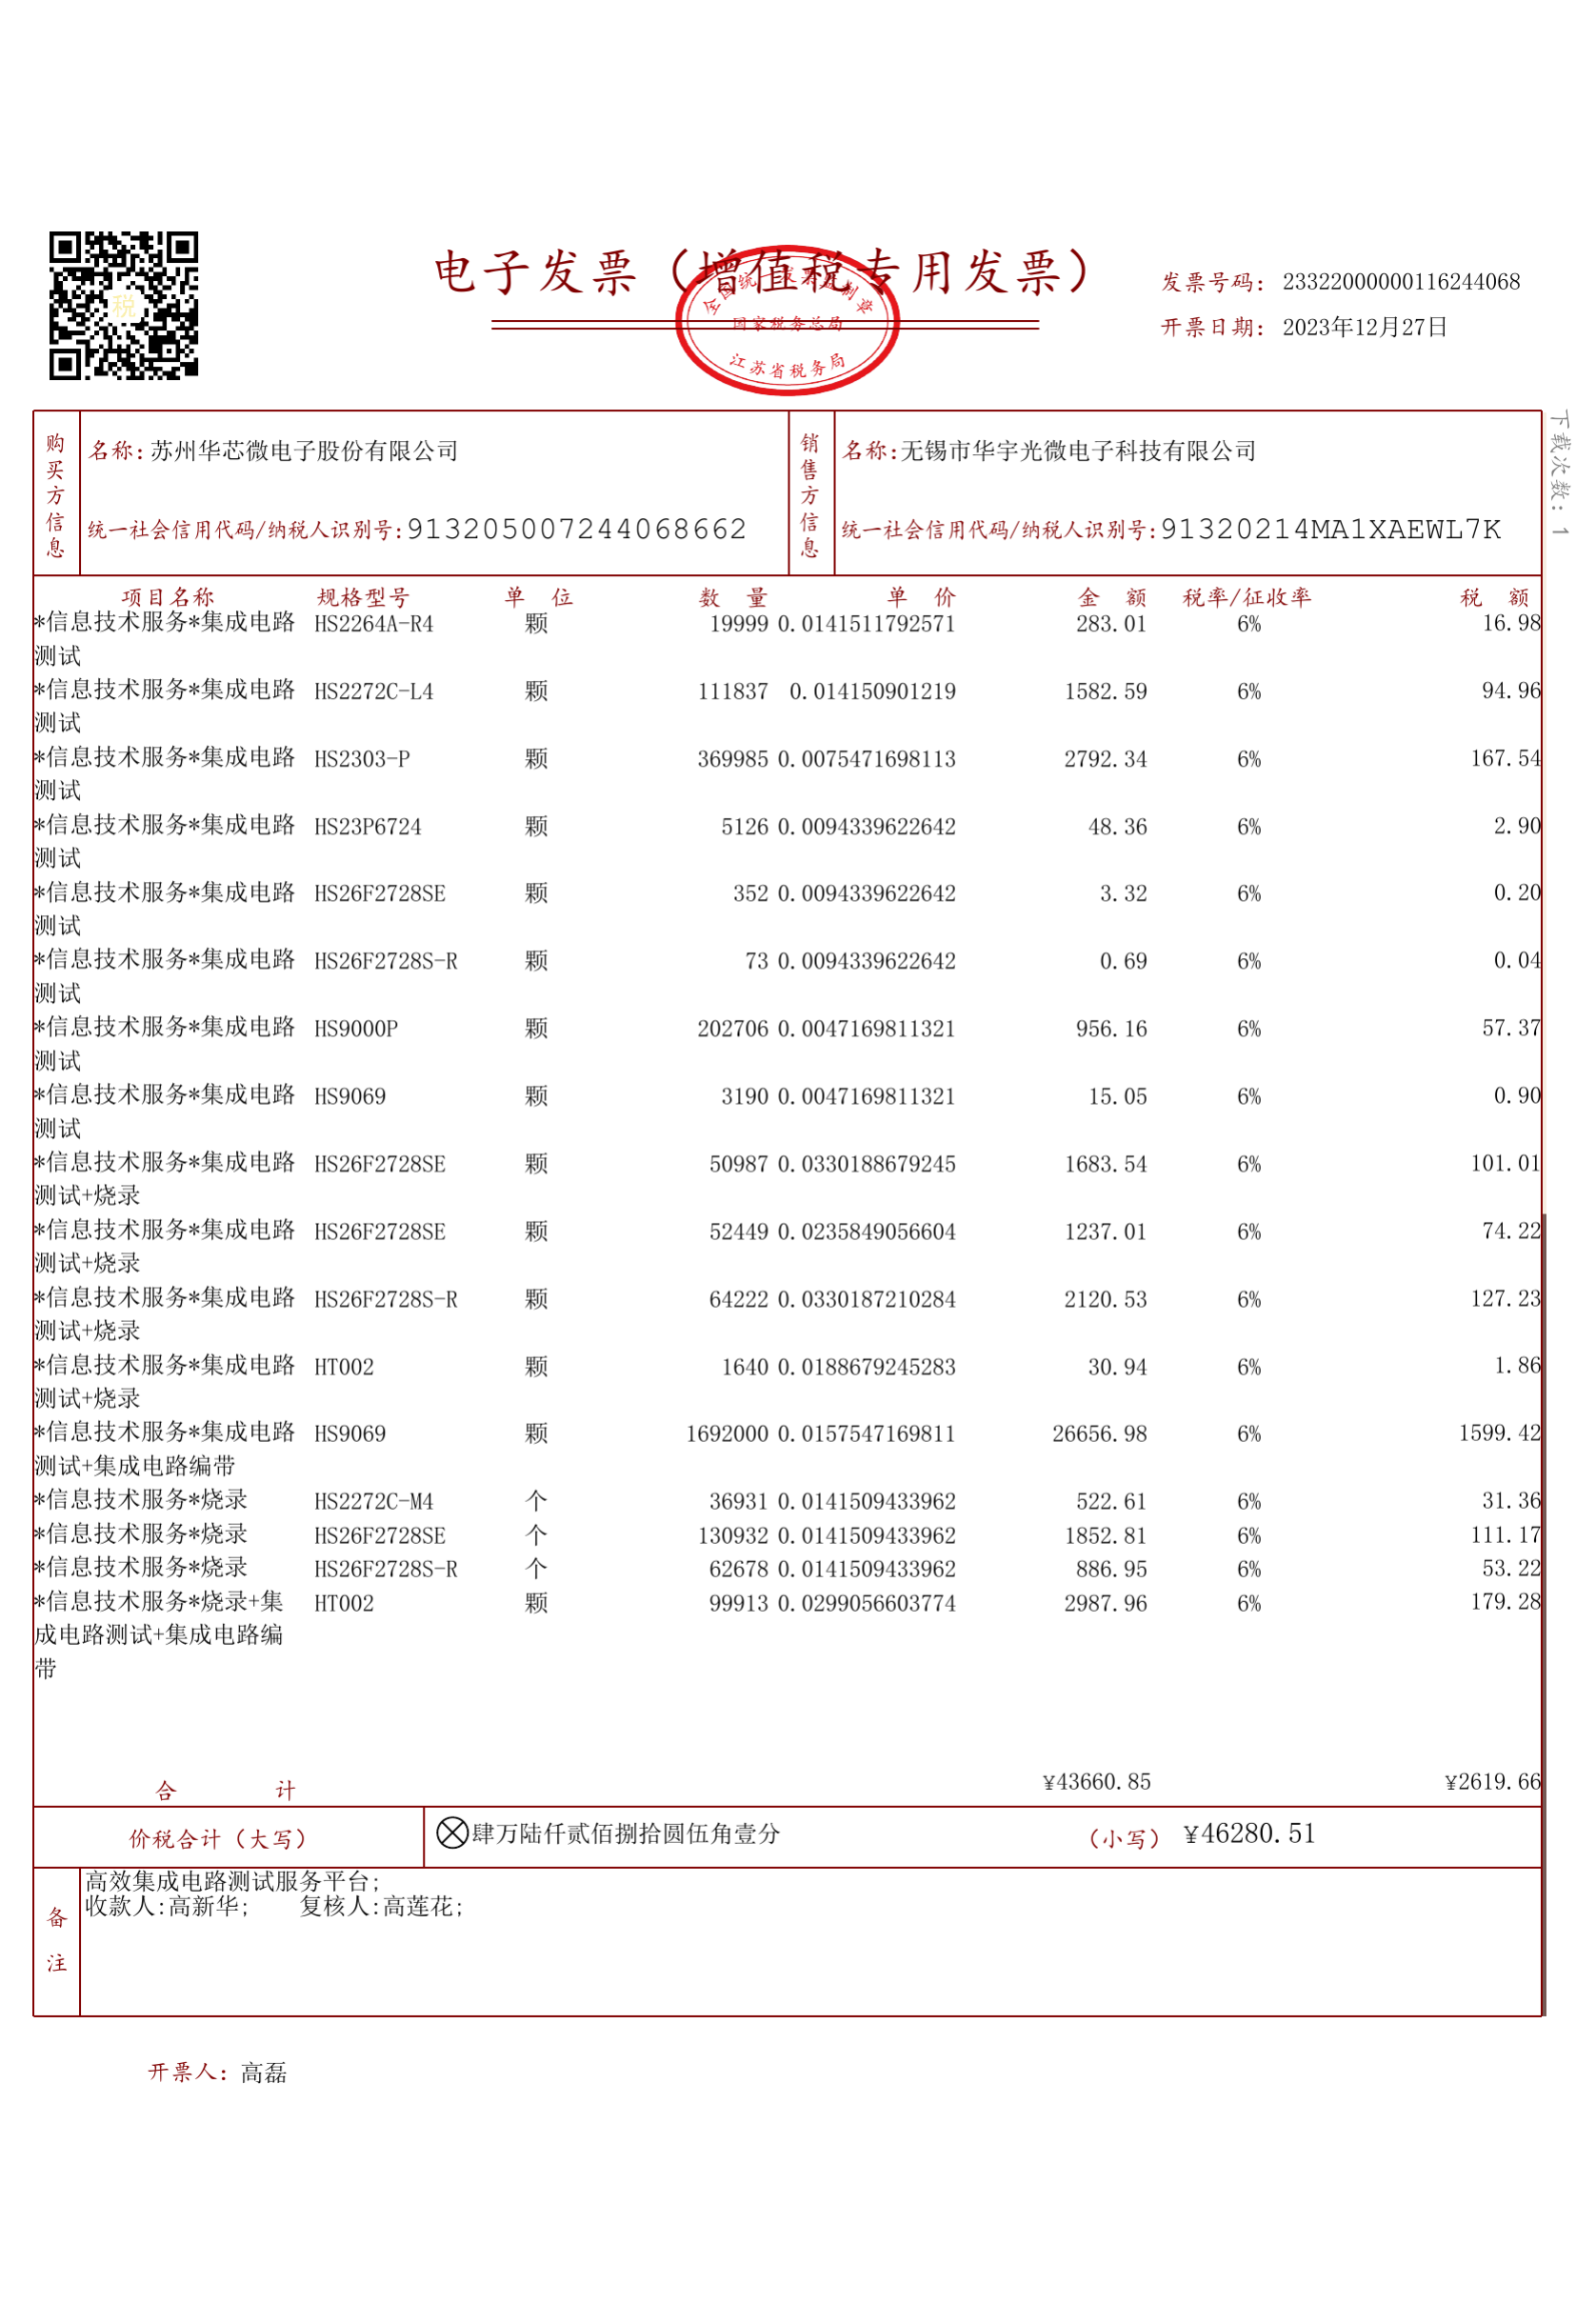 电子发票（增值税专用发票）
全国统一发票监制章
国家税务总局
江苏省税务局
税
发票号码：23322000000116244068
开票日期：2023年12月27日
下载次数：1
购买方信息
名称：苏州华芯微电子股份有限公司
统一社会信用代码/纳税人识别号：913205007244068662
销售方信息
名称：无锡市华宇光微电子科技有限公司
统一社会信用代码/纳税人识别号：91320214MA1XAEWL7K
项目名称 规格型号 单位 数量 单价 金额 税率/征收率 税额
*信息技术服务*集成电路 HS2264A-R4 颗 19999 0.0141511792571 283.01 6% 16.98
测试
*信息技术服务*集成电路 HS2272C-L4 颗 111837 0.014150901219 1582.59 6% 94.96
测试
*信息技术服务*集成电路 HS2303-P 颗 369985 0.0075471698113 2792.34 6% 167.54
测试
*信息技术服务*集成电路 HS23P6724 颗 5126 0.0094339622642 48.36 6% 2.90
测试
*信息技术服务*集成电路 HS26F2728SE 颗 352 0.0094339622642 3.32 6% 0.20
测试
*信息技术服务*集成电路 HS26F2728S-R 颗 73 0.0094339622642 0.69 6% 0.04
测试
*信息技术服务*集成电路 HS9000P 颗 202706 0.0047169811321 956.16 6% 57.37
测试
*信息技术服务*集成电路 HS9069 颗 3190 0.0047169811321 15.05 6% 0.90
测试
*信息技术服务*集成电路 HS26F2728SE 颗 50987 0.0330188679245 1683.54 6% 101.01
测试+烧录
*信息技术服务*集成电路 HS26F2728SE 颗 52449 0.0235849056604 1237.01 6% 74.22
测试+烧录
*信息技术服务*集成电路 HS26F2728S-R 颗 64222 0.0330187210284 2120.53 6% 127.23
测试+烧录
*信息技术服务*集成电路 HT002 颗 1640 0.0188679245283 30.94 6% 1.86
测试+烧录
*信息技术服务*集成电路 HS9069 颗 1692000 0.0157547169811 26656.98 6% 1599.42
测试+集成电路编带
*信息技术服务*烧录 HS2272C-M4 个 36931 0.0141509433962 522.61 6% 31.36
*信息技术服务*烧录 HS26F2728SE 个 130932 0.0141509433962 1852.81 6% 111.17
*信息技术服务*烧录 HS26F2728S-R 个 62678 0.0141509433962 886.95 6% 53.22
*信息技术服务*烧录+集 HT002 颗 99913 0.0299056603774 2987.96 6% 179.28
成电路测试+集成电路编
带
合计 ¥43660.85 ¥2619.66
价税合计（大写） 肆万陆仟贰佰捌拾圆伍角壹分 （小写）¥46280.51
备注
高效集成电路测试服务平台;
收款人:高新华; 复核人:高莲花;
开票人：高磊